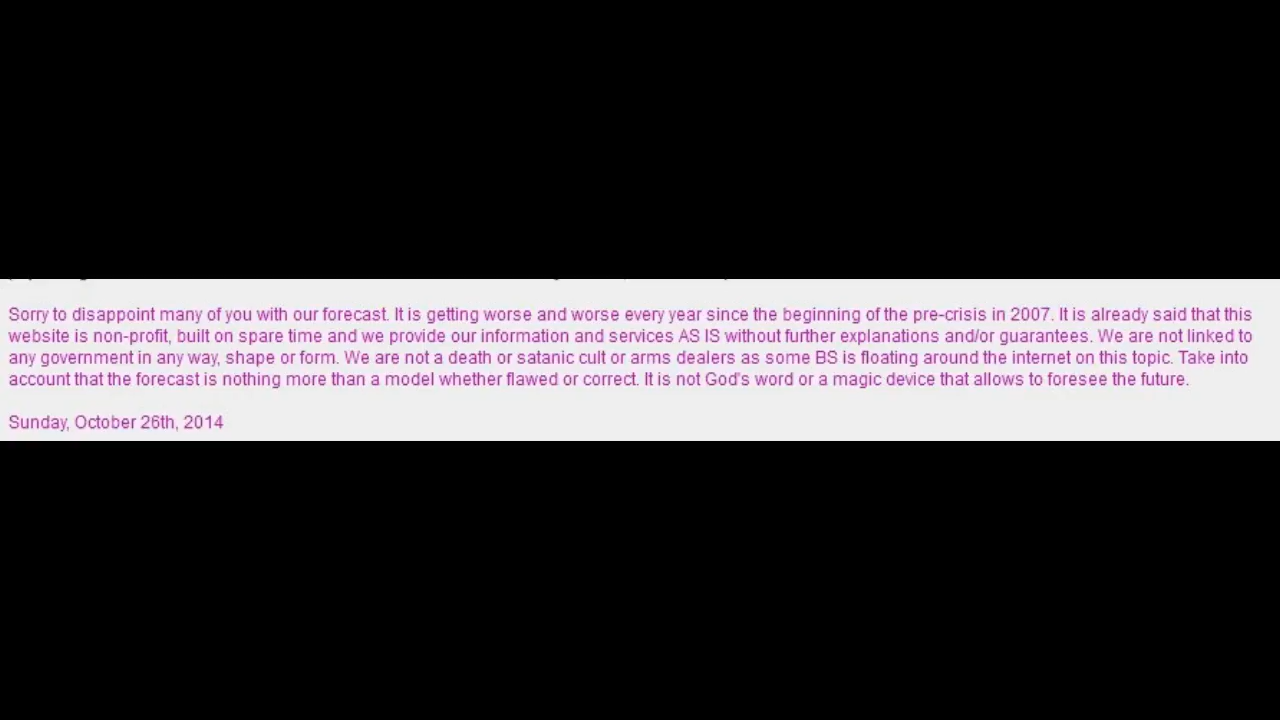 Sorry to disappoint many of you with our forecast. It is getting worse and worse every year since the beginning of the pre-crisis in 2007. It is already said that this
website is non-profit, built on spare time and we provide our information and services AS IS without further explanations and/or guarantees. We are not linked to
any government in any way, shape or form. We are not a death or satanic cult or arms dealers as some BS is floating around the internet on this topic. Take into
account that the forecast is nothing more than a model whether flawed or correct. It is not God's word or a magic device that allows to foresee the future.
Sunday, October 26th, 2014